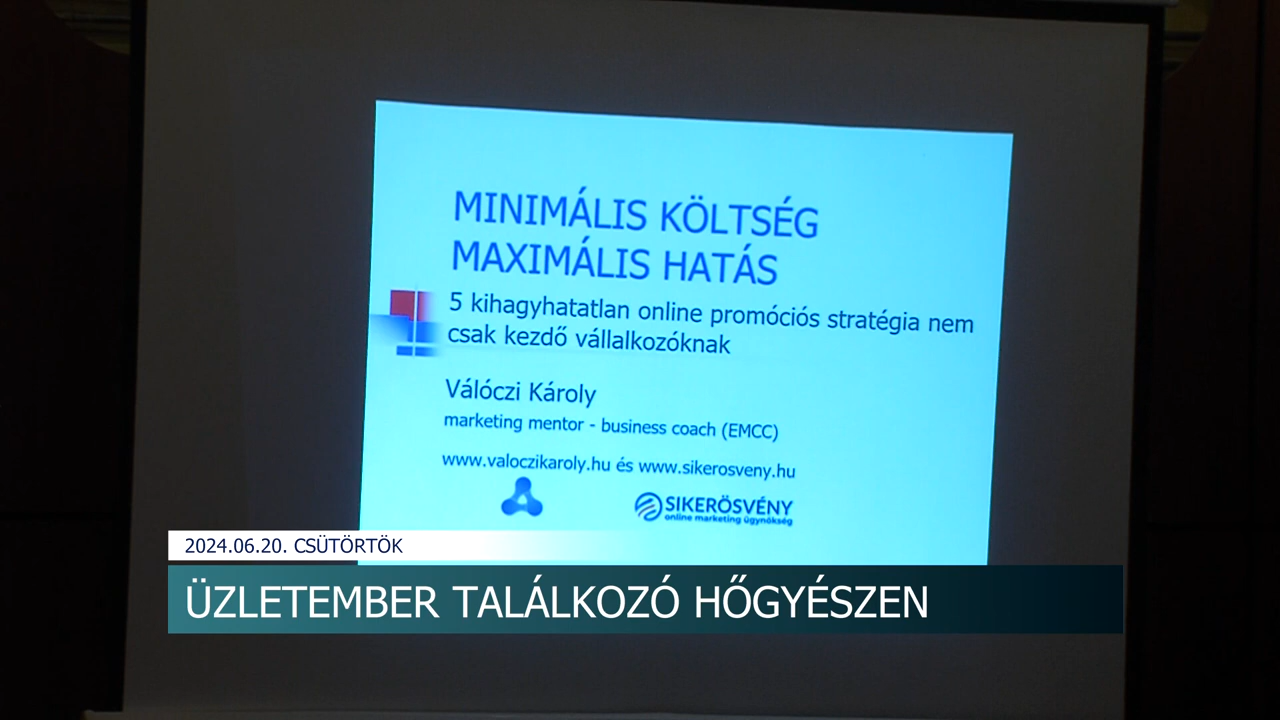 MINIMÁLIS KÖLTSÉG
MAXIMÁLIS HATÁS
5 kihagyhatatlan online promóciós stratégia nem
csak kezdő vállalkozóknak
Válóczi Károly
marketing mentor - business coach (EMCC)
www.valoczikaroly.hu és www.sikerosveny.hu
SIKERÖSVÉNY
online marketing ügynökség
2024.06.20. CSÜTÖRTÖK
ÜZLETEMBER TALÁLKOZÓ HŐGYÉSZEN